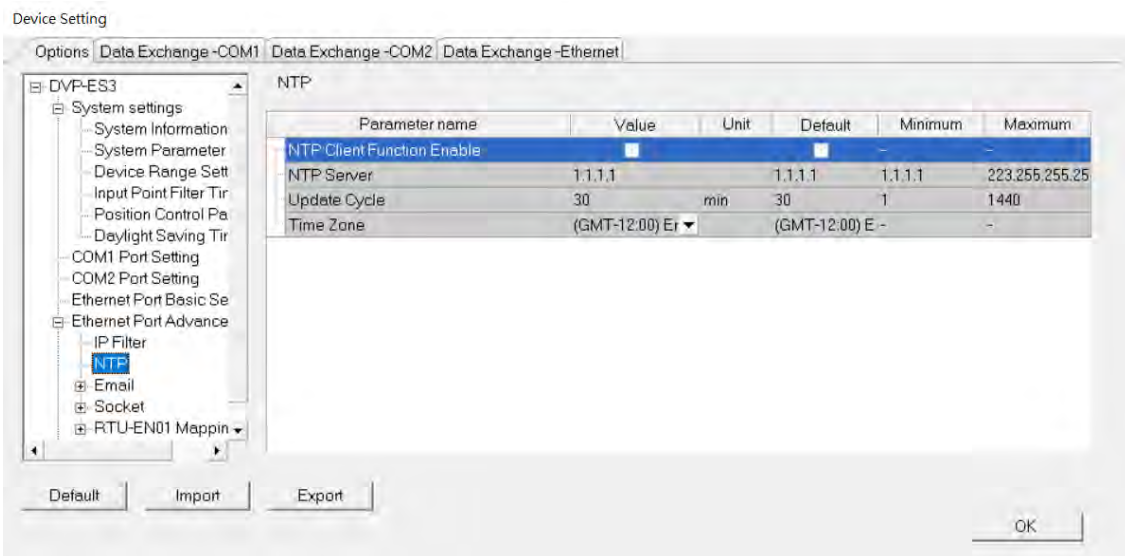 Device Setting
Options Data Exchange -COM1 Data Exchange -COM2 Data Exchange -Ethernet
DVP-ES3
System settings
System Information
System Parameter
Device Range Sett
Input Point Filter Tir
Position Control Pa
Daylight Saving Tir
COM1 Port Setting
COM2 Port Setting
Ethernet Port Basic Se
Ethernet Port Advance
IP Filter
NTP
Email
Socket
RTU-EN01 Mappin
NTP
Parameter name Value Unit Default Minimum Maximum
NTP Client Function Enable - -
NTP Server 1.1.1.1 1.1.1.1 1.1.1.1 223.255.255.25
Update Cycle 30 min 30 1 1440
Time Zone (GMT-12:00) Er (GMT-12:00) E - -
Default Import Export
OK